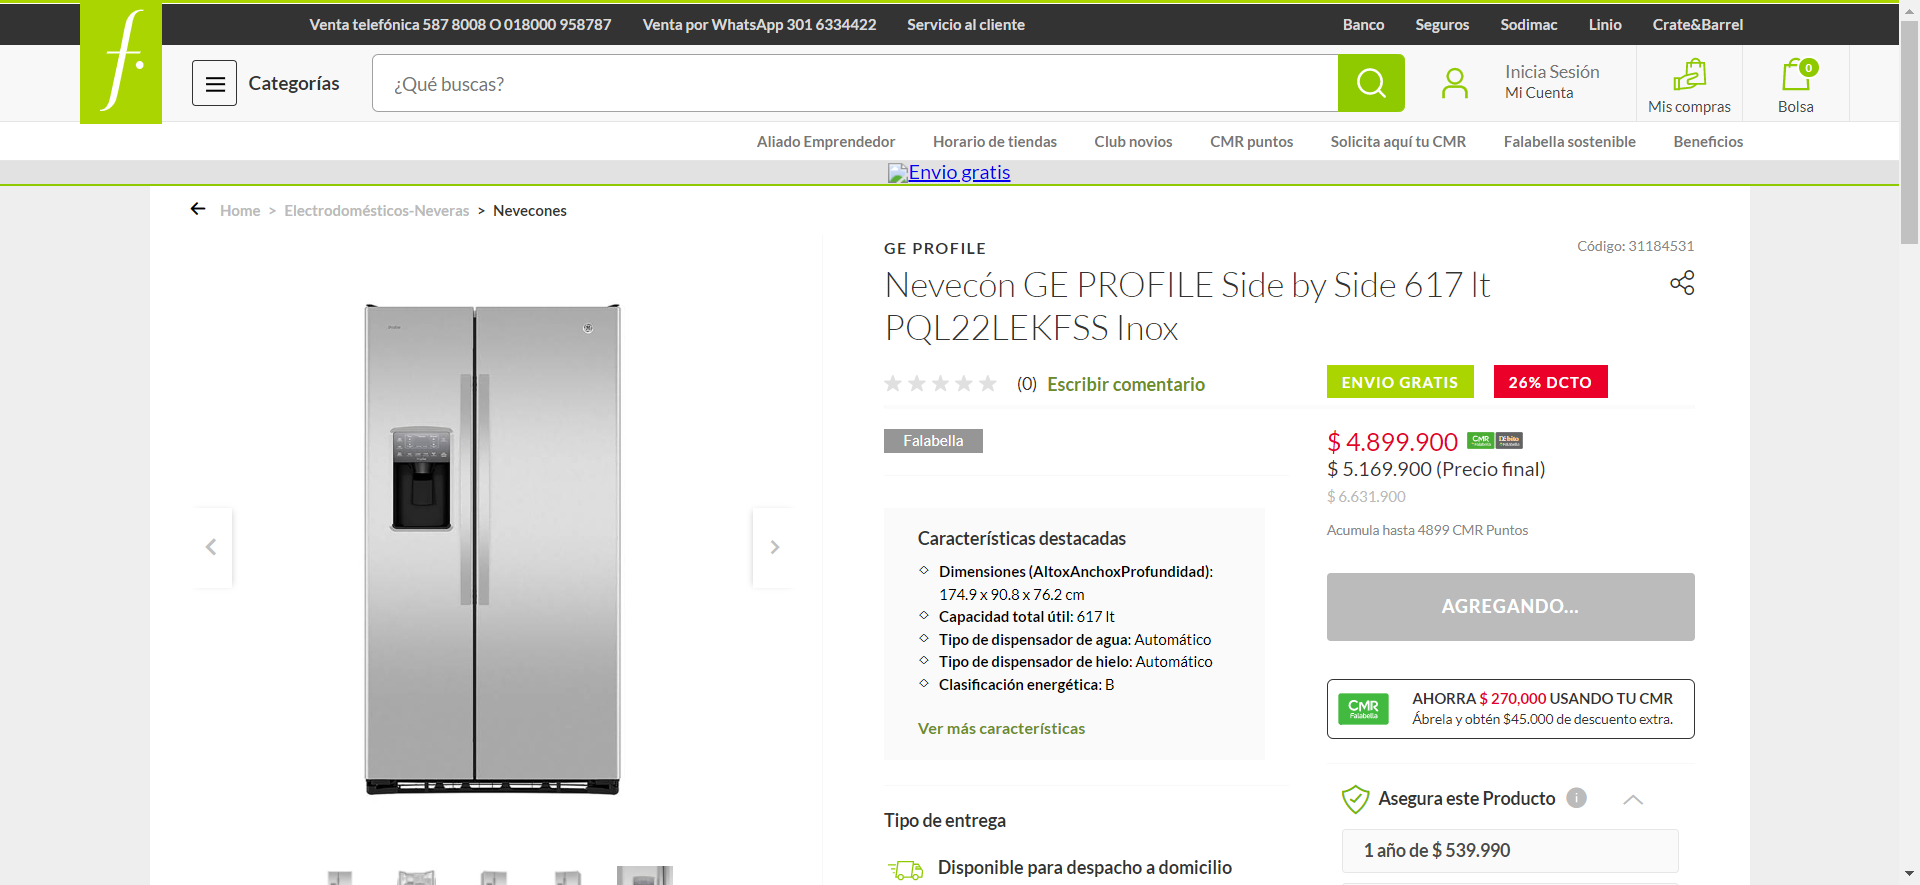 Venta telefónica 587 8008 O 018000 958787
Venta por WhatsApp 301 6334422
Servicio al cliente
Banco
Seguros
Sodimac
Linio
Crate&Barrel
f.
Categorías
¿Qué buscas?
Inicia Sesión
Mi Cuenta
Mis compras
0
Bolsa
Aliado Emprendedor
Horario de tiendas
Club novios
CMR puntos
Solicita aquí tu CMR
Falabella sostenible
Beneficios
Envio gratis
Home > Electrodomésticos-Neveras > Nevecones
GE PROFILE
Código: 31184531
Nevecón GE PROFILE Side by Side 617 lt
PQL22LEKFSS Inox
(0) Escribir comentario
ENVIO GRATIS
26% DCTO
Falabella
$ 4.899.900
CMR
Débito
$ 5.169.900 (Precio final)
$ 6.631.900
Acumula hasta 4899 CMR Puntos
Características destacadas
Dimensiones (AltoxAnchoxProfundidad):
174.9 x 90.8 x 76.2 cm
Capacidad total útil: 617 lt
Tipo de dispensador de agua: Automático
Tipo de dispensador de hielo: Automático
Clasificación energética: B
Ver más características
AGREGANDO...
CMR
Falabella
AHORRA $ 270,000 USANDO TU CMR
Ábrela y obtén $45.000 de descuento extra.
Asegura este Producto
i
1 año de $ 539.990
Tipo de entrega
Disponible para despacho a domicilio